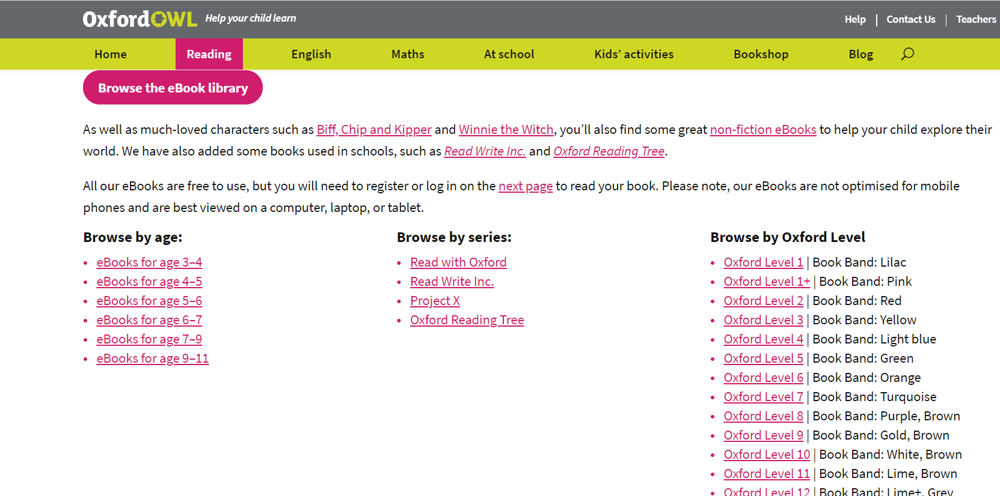 OxfordOWL Help your child learn
Help | Contact Us | Teachers
Home Reading English Maths At school Kids’ activities Bookshop Blog
Browse the eBook library
As well as much-loved characters such as Biff, Chip and Kipper and Winnie the Witch, you’ll also find some great non-fiction eBooks to help your child explore their
world. We have also added some books used in schools, such as Read Write Inc. and Oxford Reading Tree.
All our eBooks are free to use, but you will need to register or log in on the next page to read your book. Please note, our eBooks are not optimised for mobile
phones and are best viewed on a computer, laptop, or tablet.
Browse by age:
• eBooks for age 3–4
• eBooks for age 4–5
• eBooks for age 5–6
• eBooks for age 6–7
• eBooks for age 7–9
• eBooks for age 9–11
Browse by series:
• Read with Oxford
• Read Write Inc.
• Project X
• Oxford Reading Tree
Browse by Oxford Level
• Oxford Level 1 | Book Band: Lilac
• Oxford Level 1+ | Book Band: Pink
• Oxford Level 2 | Book Band: Red
• Oxford Level 3 | Book Band: Yellow
• Oxford Level 4 | Book Band: Light blue
• Oxford Level 5 | Book Band: Green
• Oxford Level 6 | Book Band: Orange
• Oxford Level 7 | Book Band: Turquoise
• Oxford Level 8 | Book Band: Purple, Brown
• Oxford Level 9 | Book Band: Gold, Brown
• Oxford Level 10 | Book Band: White, Brown
• Oxford Level 11 | Book Band: Lime, Brown
• Oxford Level 12 | Book Band: Lime+, Grey